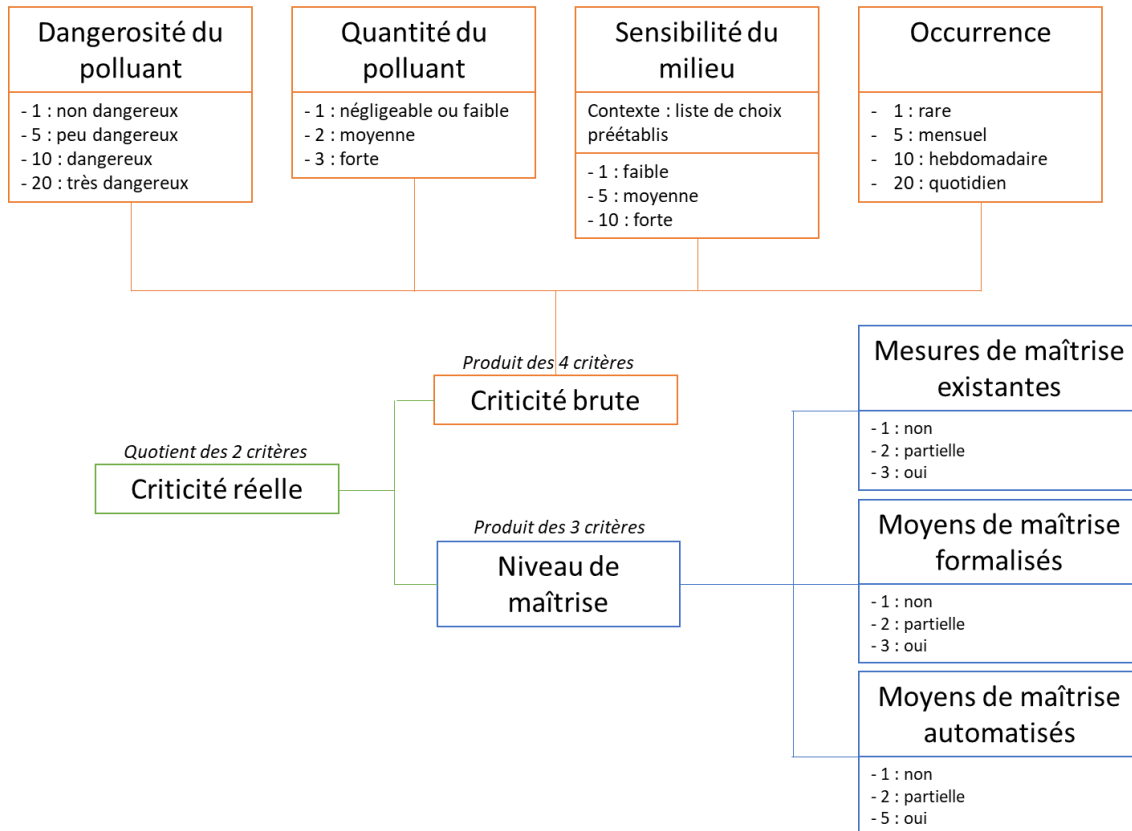 Dangerosité du
polluant
- 1 : non dangereux
- 5 : peu dangereux
- 10 : dangereux
- 20 : très dangereux
Quantité du
polluant
- 1 : négligeable ou faible
- 2 : moyenne
- 3 : forte
Sensibilité du
milieu
Contexte : liste de choix
préétablis
- 1 : faible
- 5 : moyenne
- 10 : forte
Occurrence
- 1 : rare
- 5 : mensuel
- 10 : hebdomadaire
- 20 : quotidien
Produit des 4 critères
Criticité brute
Quotient des 2 critères
Criticité réelle
Produit des 3 critères
Niveau de
maîtrise
Mesures de maîtrise
existantes
- 1 : non
- 2 : partielle
- 3 : oui
Moyens de maîtrise
formalisés
- 1 : non
- 2 : partielle
- 3 : oui
Moyens de maîtrise
automatisés
- 1 : non
- 2 : partielle
- 5 : oui